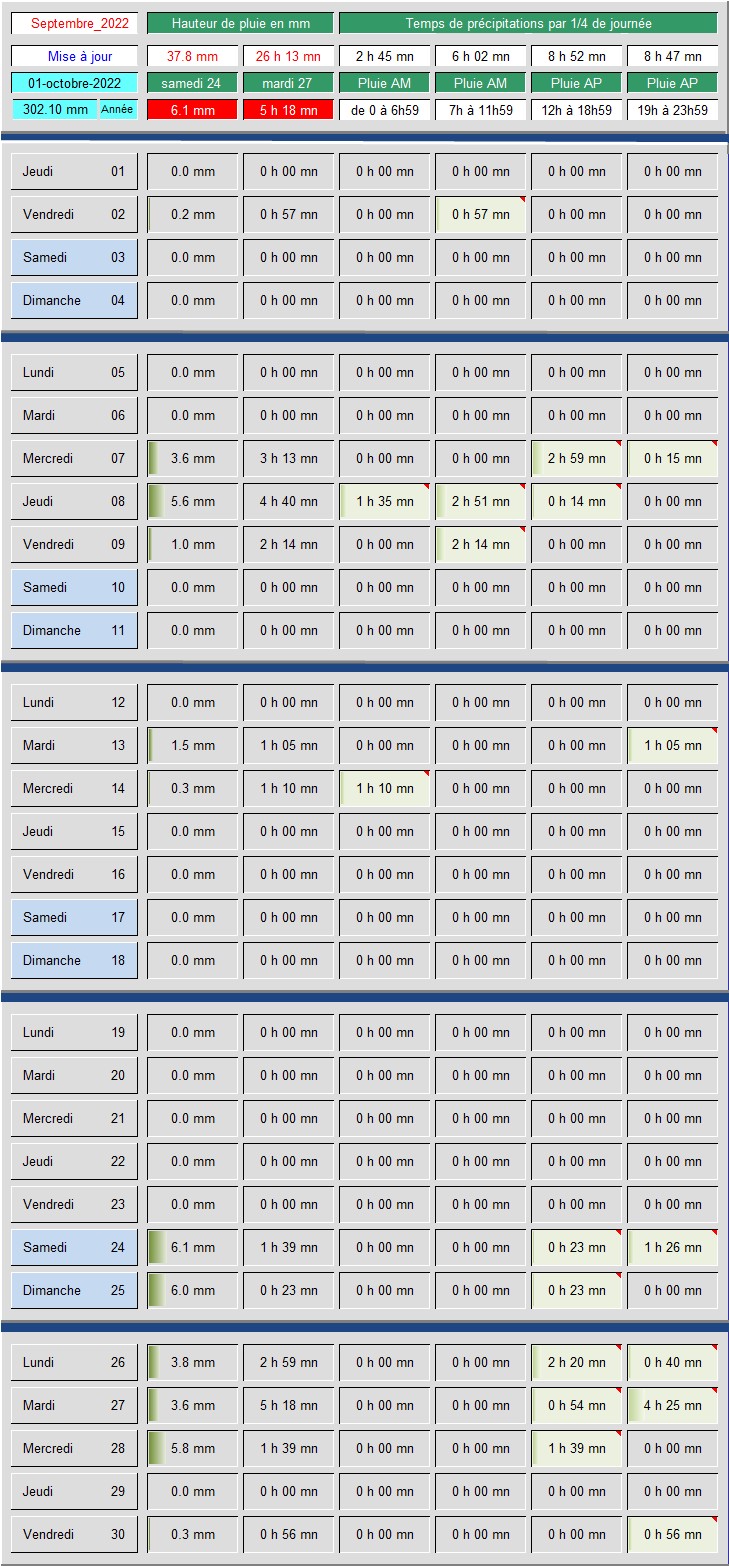 Septembre_2022 Hauteur de pluie en mm Temps de précipitations par 1/4 de journée
Mise à jour 37.8 mm 26 H 13 mn 2 h 45 mn 6 h 02 mn 8 h 52 mn 8 h 47 mn
01-octobre-2022 samedi 24 mardi 27 Pluie AM Pluie AM Pluie AP Pluie AP
302.10 mm Année 6.1 mm 5 h 18 mn de 0 à 6h59 7h à 11h59 12h à 18h59 19h à 23h59
Jeudi 01 0.0 mm 0 h 00 mn 0 h 00 mn 0 h 00 mn 0 h 00 mn 0 h 00 mn
Vendredi 02 0.2 mm 0 h 57 mn 0 h 00 mn 0 h 57 mn 0 h 00 mn 0 h 00 mn
Samedi 03 0.0 mm 0 h 00 mn 0 h 00 mn 0 h 00 mn 0 h 00 mn 0 h 00 mn
Dimanche 04 0.0 mm 0 h 00 mn 0 h 00 mn 0 h 00 mn 0 h 00 mn 0 h 00 mn
Lundi 05 0.0 mm 0 h 00 mn 0 h 00 mn 0 h 00 mn 0 h 00 mn 0 h 00 mn
Mardi 06 0.0 mm 0 h 00 mn 0 h 00 mn 0 h 00 mn 0 h 00 mn 0 h 00 mn
Mercredi 07 3.6 mm 3 h 13 mn 0 h 00 mn 0 h 00 mn 2 h 59 mn 0 h 15 mn
Jeudi 08 5.6 mm 4 h 40 mn 1 h 35 mn 2 h 51 mn 0 h 14 mn 0 h 00 mn
Vendredi 09 1.0 mm 2 h 14 mn 0 h 00 mn 2 h 14 mn 0 h 00 mn 0 h 00 mn
Samedi 10 0.0 mm 0 h 00 mn 0 h 00 mn 0 h 00 mn 0 h 00 mn 0 h 00 mn
Dimanche 11 0.0 mm 0 h 00 mn 0 h 00 mn 0 h 00 mn 0 h 00 mn 0 h 00 mn
Lundi 12 0.0 mm 0 h 00 mn 0 h 00 mn 0 h 00 mn 0 h 00 mn 0 h 00 mn
Mardi 13 1.5 mm 1 h 05 mn 0 h 00 mn 0 h 00 mn 0 h 00 mn 1 h 05 mn
Mercredi 14 0.3 mm 1 h 10 mn 1 h 10 mn 0 h 00 mn 0 h 00 mn 0 h 00 mn
Jeudi 15 0.0 mm 0 h 00 mn 0 h 00 mn 0 h 00 mn 0 h 00 mn 0 h 00 mn
Vendredi 16 0.0 mm 0 h 00 mn 0 h 00 mn 0 h 00 mn 0 h 00 mn 0 h 00 mn
Samedi 17 0.0 mm 0 h 00 mn 0 h 00 mn 0 h 00 mn 0 h 00 mn 0 h 00 mn
Dimanche 18 0.0 mm 0 h 00 mn 0 h 00 mn 0 h 00 mn 0 h 00 mn 0 h 00 mn
Lundi 19 0.0 mm 0 h 00 mn 0 h 00 mn 0 h 00 mn 0 h 00 mn 0 h 00 mn
Mardi 20 0.0 mm 0 h 00 mn 0 h 00 mn 0 h 00 mn 0 h 00 mn 0 h 00 mn
Mercredi 21 0.0 mm 0 h 00 mn 0 h 00 mn 0 h 00 mn 0 h 00 mn 0 h 00 mn
Jeudi 22 0.0 mm 0 h 00 mn 0 h 00 mn 0 h 00 mn 0 h 00 mn 0 h 00 mn
Vendredi 23 0.0 mm 0 h 00 mn 0 h 00 mn 0 h 00 mn 0 h 00 mn 0 h 00 mn
Samedi 24 6.1 mm 1 h 39 mn 0 h 00 mn 0 h 00 mn 0 h 23 mn 1 h 26 mn
Dimanche 25 6.0 mm 0 h 23 mn 0 h 00 mn 0 h 00 mn 0 h 23 mn 0 h 00 mn
Lundi 26 3.8 mm 2 h 59 mn 0 h 00 mn 0 h 00 mn 2 h 20 mn 0 h 40 mn
Mardi 27 3.6 mm 5 h 18 mn 0 h 00 mn 0 h 00 mn 0 h 54 mn 4 h 25 mn
Mercredi 28 5.8 mm 1 h 39 mn 0 h 00 mn 0 h 00 mn 1 h 39 mn 0 h 00 mn
Jeudi 29 0.0 mm 0 h 00 mn 0 h 00 mn 0 h 00 mn 0 h 00 mn 0 h 00 mn
Vendredi 30 0.3 mm 0 h 56 mn 0 h 00 mn 0 h 00 mn 0 h 00 mn 0 h 56 mn